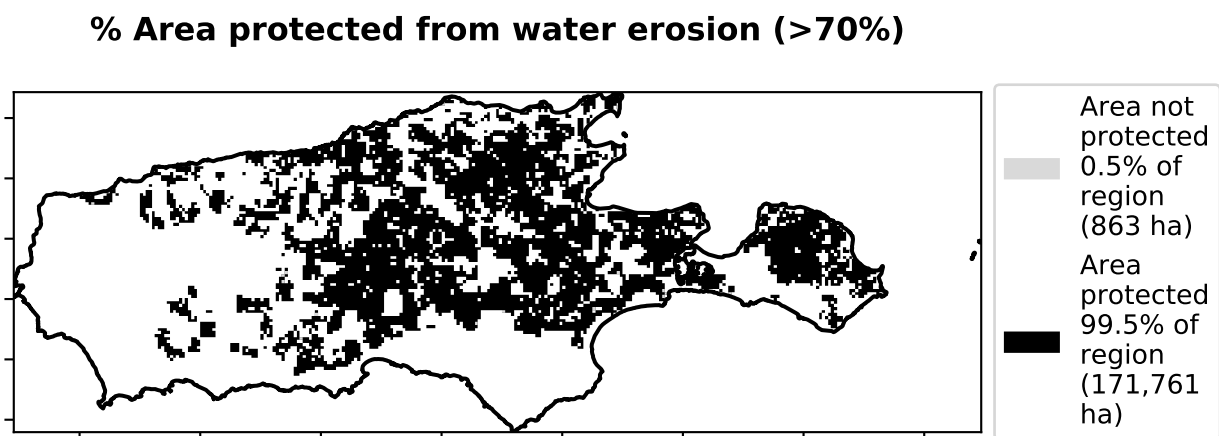 % Area protected from water erosion (>70%)
Area not
protected
0.5% of
region
(863 ha)
Area
protected
99.5% of
region
(171,761
ha)